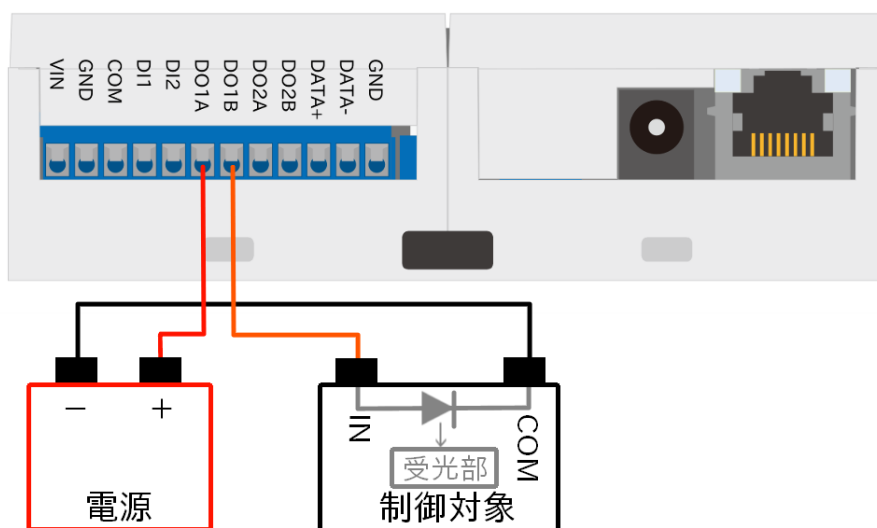 VIN
GND
COM
DI1
DI2
DO1A
DO1B
DO2A
DO2B
DATA+
DATA-
GND
− +
電源
IN
COM
受光部
制御対象